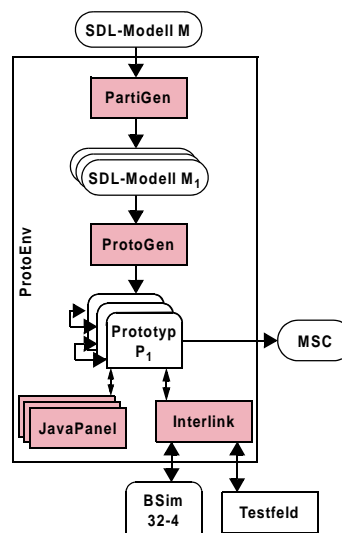 SDL-Modell M
PartiGen
SDL-Modell M₁
ProtoGen
ProtoEnv
Prototyp
P₁
MSC
JavaPanel
Interlink
BSim
32-4
Testfeld